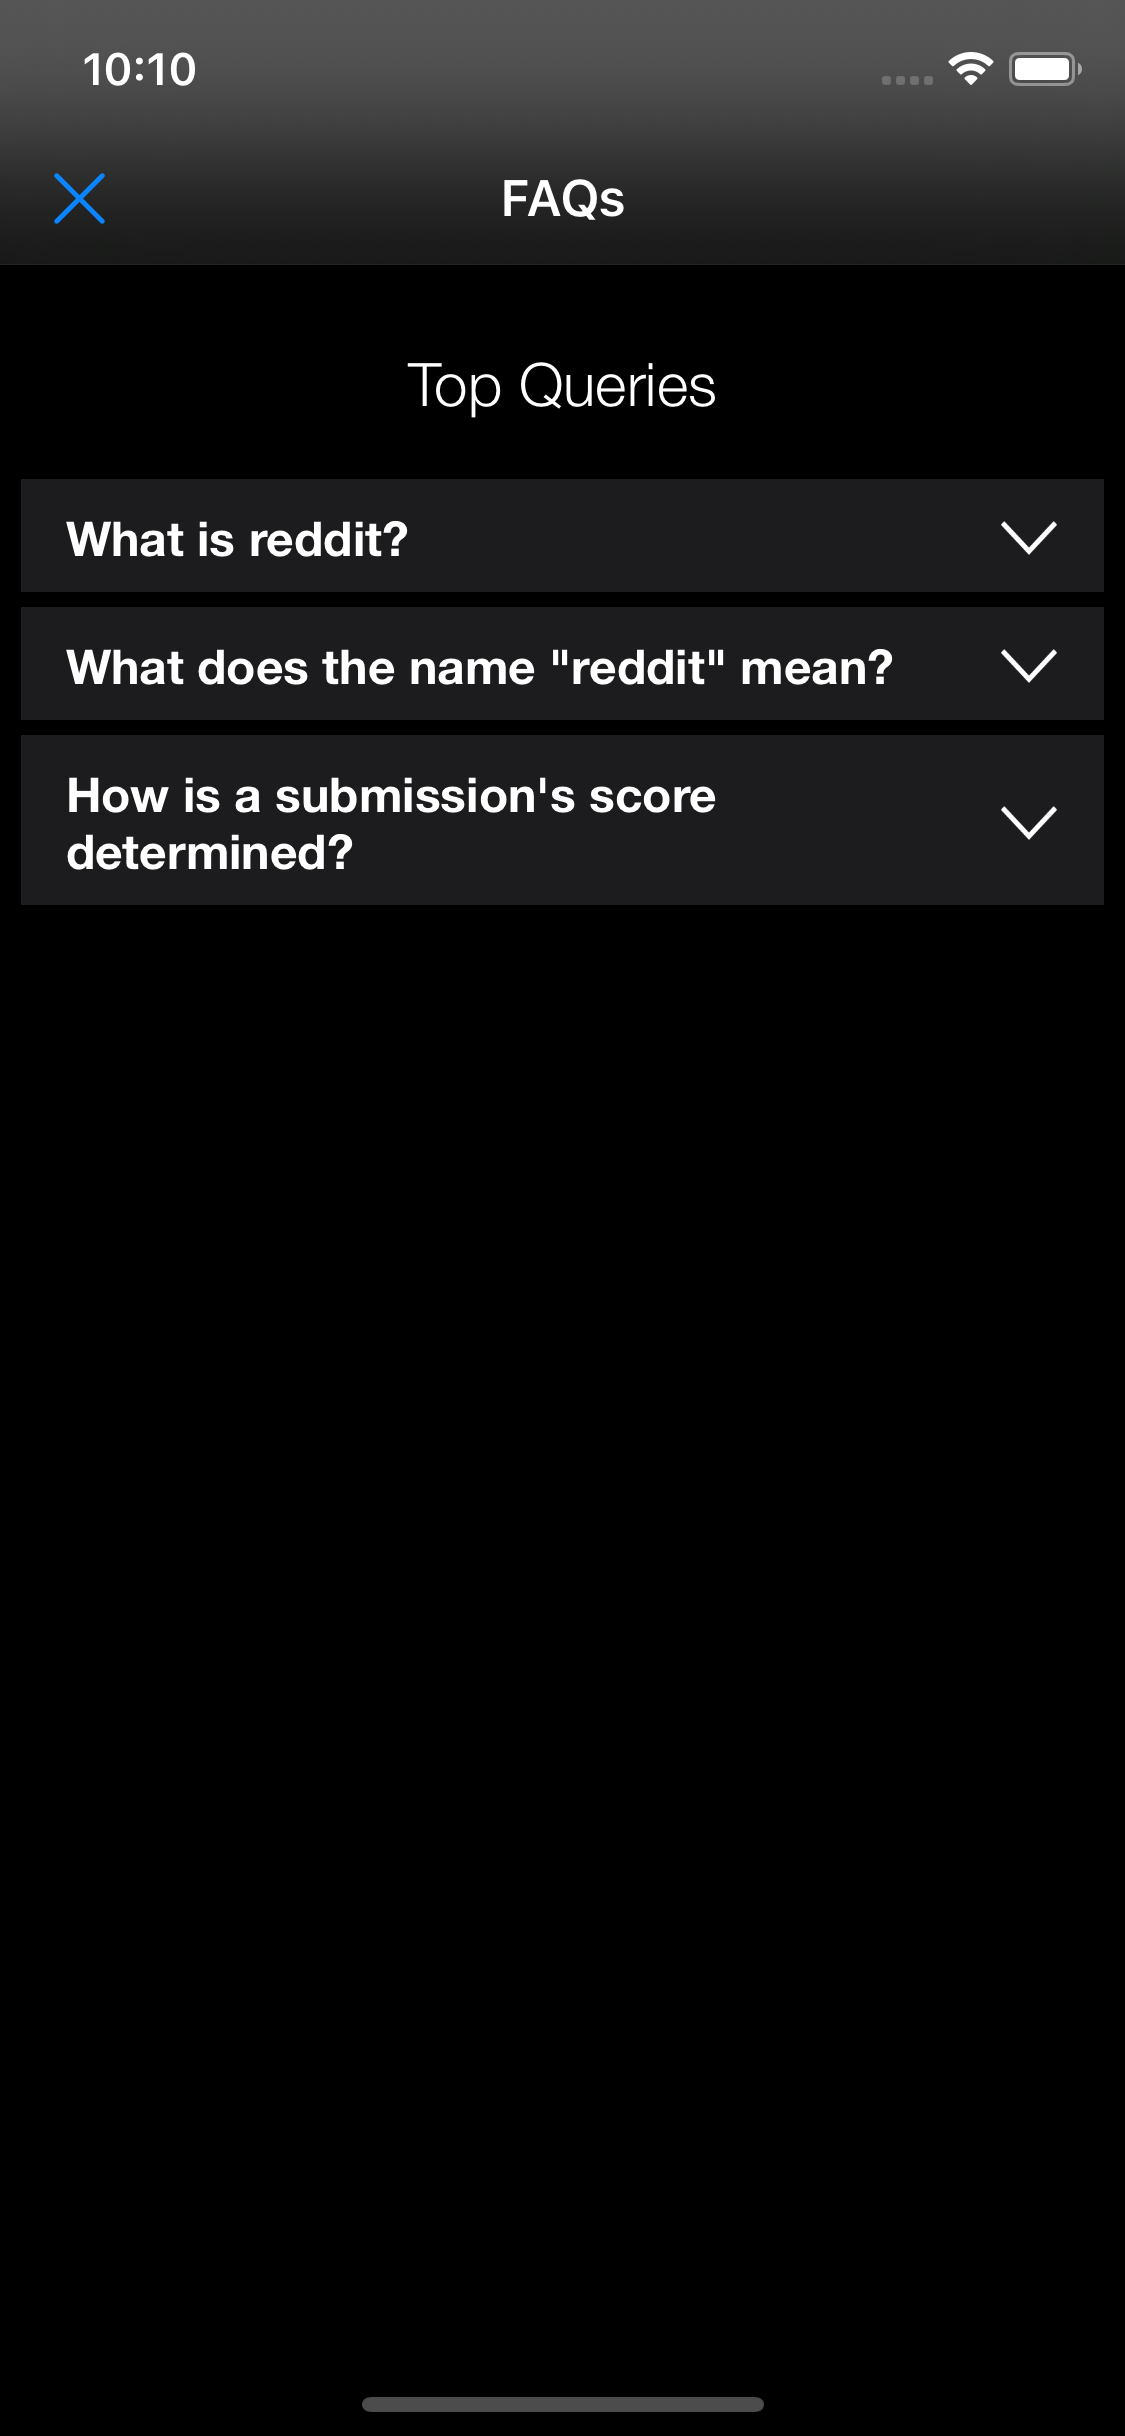 10:10
FAQs
Top Queries
What is reddit?
What does the name "reddit" mean?
How is a submission's score
determined?